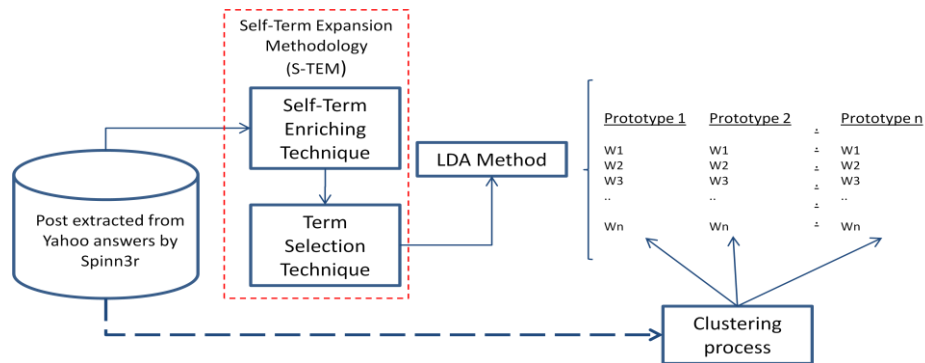 Self-Term Expansion
Methodology
(S-TEM)
Self-Term
Enriching
Technique
Term
Selection
Technique
Post extracted from
Yahoo answers by
Spinn3r
LDA Method
Prototype 1 Prototype 2 . Prototype n
W1 W1 . W1
W2 W2 . W2
W3 W3 . W3
.. .. . ..
Wn Wn . Wn
Clustering
process